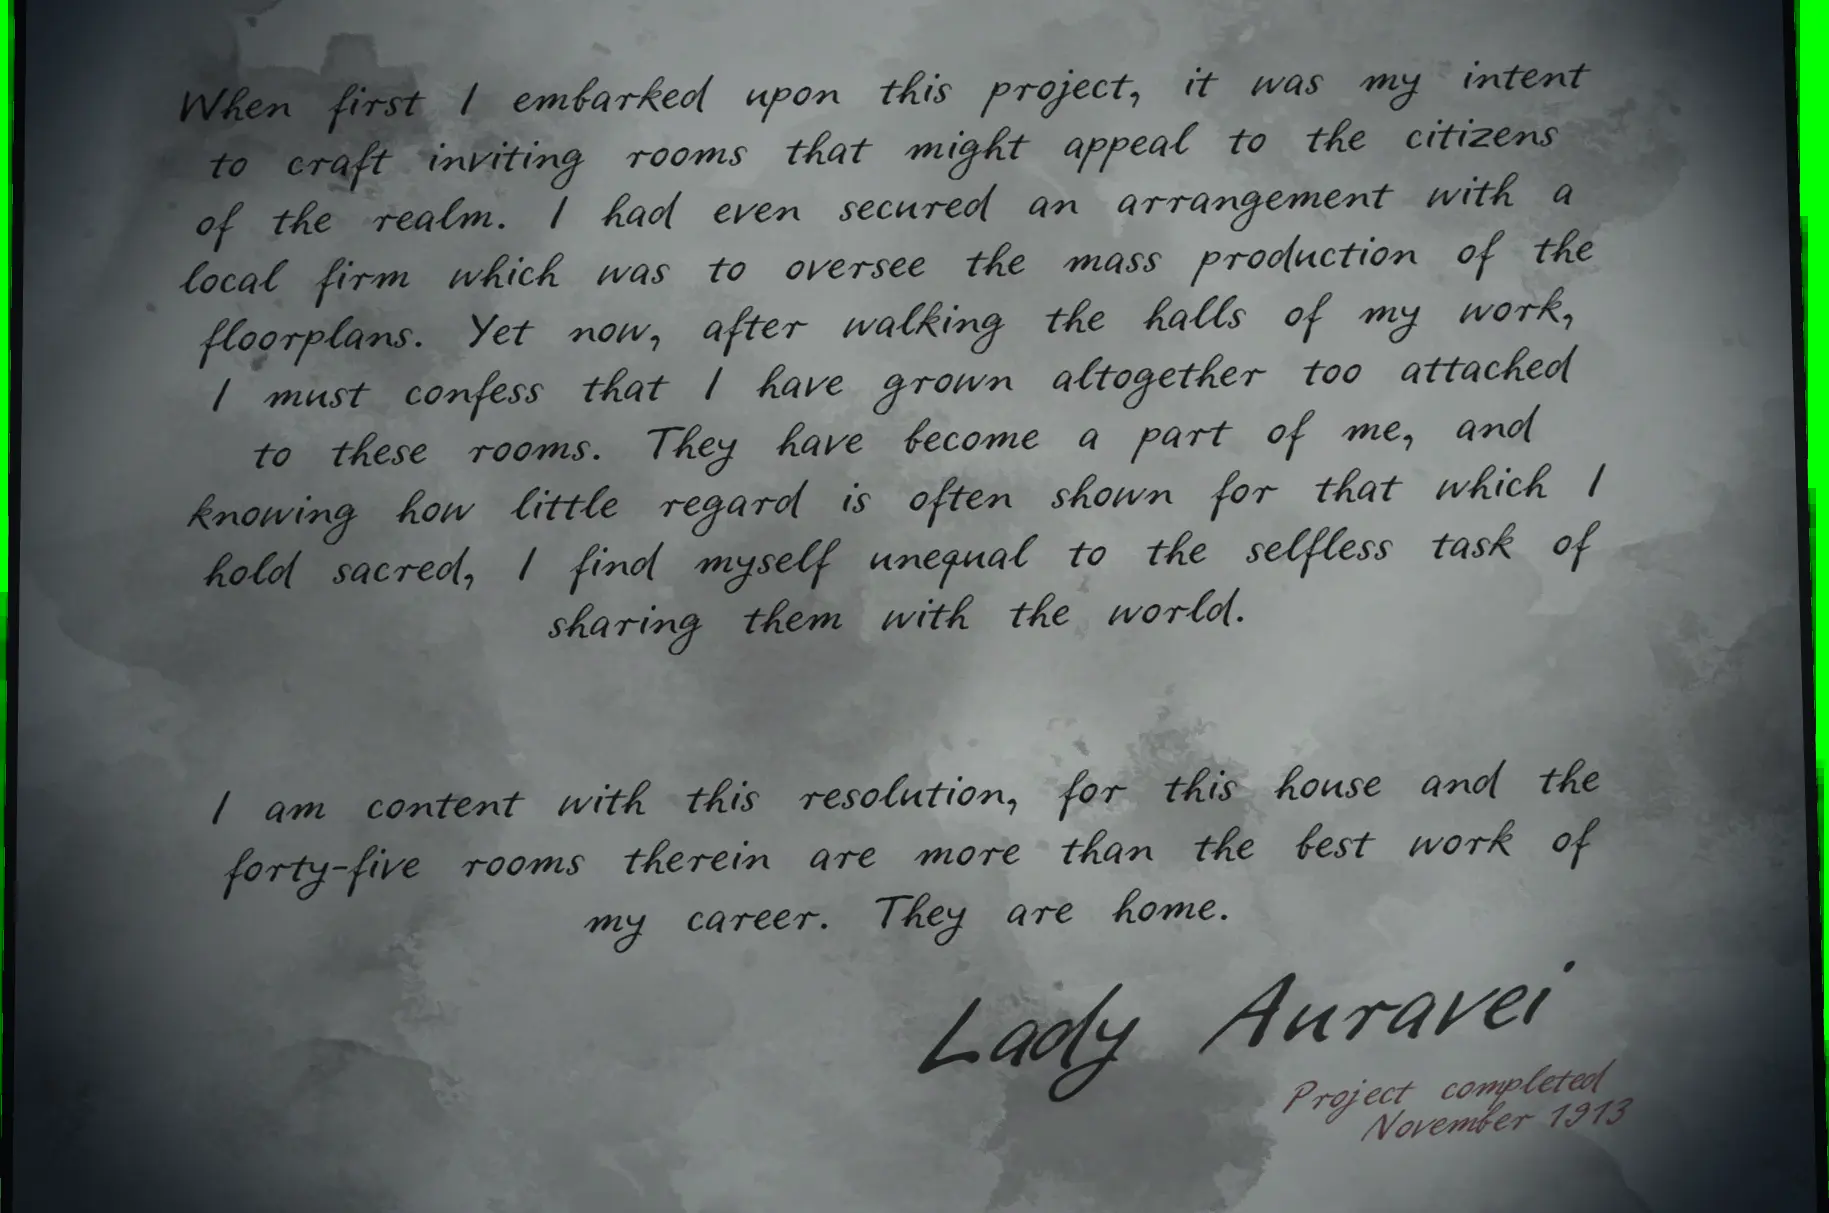 When first I embarked upon this project, it was my intent
to craft inviting rooms that might appeal to the citizens
of the realm. I had even secured an arrangement with a
local firm which was to oversee the mass production of the
floorplans. Yet now, after walking the halls of my work,
I must confess that I have grown altogether too attached
to these rooms. They have become a part of me, and
knowing how little regard is often shown for that which I
hold sacred, I find myself unequal to the selfless task of
sharing them with the world.
I am content with this resolution, for this house and the
forty-five rooms therein are more than the best work of
my career. They are home.
Lady Auravei
Project completed
November 1913